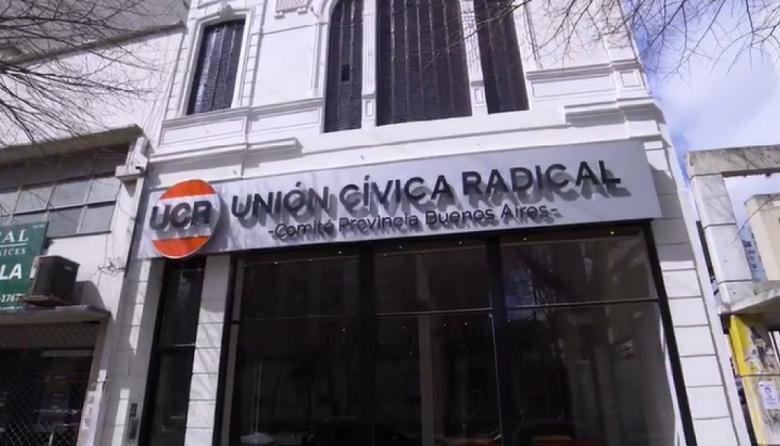 UCR
UNIÓN CÍVICA RADICAL
-Comité Provincia Buenos Aires-